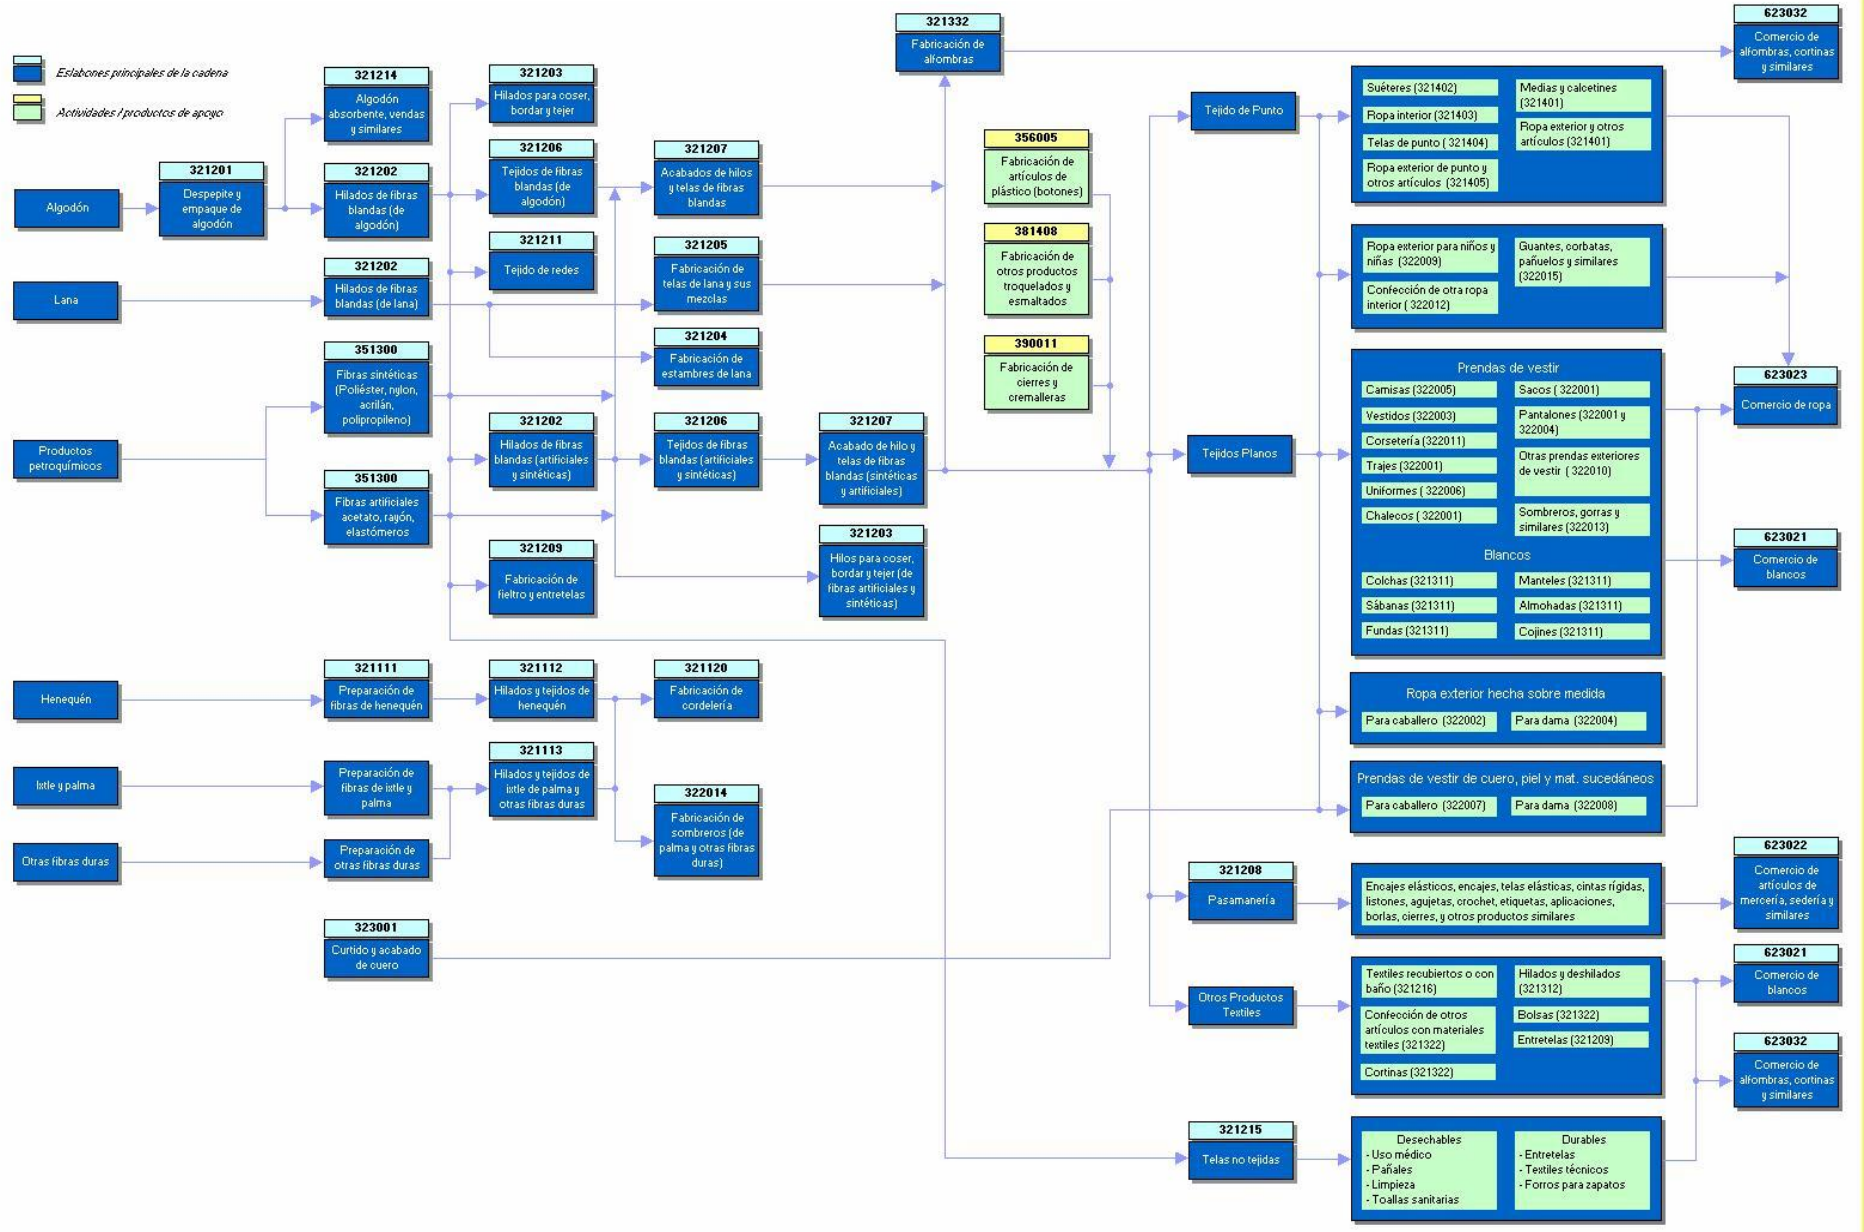 Eslabones principales de la cadena
Actividades / productos de apoyo
Algodón
Lana
Productos
petroquímicos
Henequén
Ixtle y palma
Otras fibras duras
321201
Despepite y
empaque de
algodón
321214
Algodón
absorbente, vendas
y similares
321202
Hilados de fibras
blandas (de
algodón)
321202
Hilados de fibras
blandas (de lana)
351300
Fibras sintéticas
(Poliéster, nylon,
acrilán,
polipropileno)
351300
Fibras artificiales
acetato, rayón,
elastómeros
321111
Preparación de
fibras de henequén
Preparación de
fibras de ixtle y
palma
Preparación de
otras fibras duras
323001
Curtido y acabado
de cuero
321203
Hilados para coser,
bordar y tejer
321206
Tejidos de fibras
blandas (de
algodón)
321211
Tejido de redes
321202
Hilados de fibras
blandas (artificiales
y sintéticas)
321209
Fabricación de
fieltro y entretelas
321112
Hilados y tejidos de
henequén
321113
Hilados y tejidos de
ixtle de palma y
otras fibras duras
321207
Acabados de hilos
y telas de fibras
blandas
321205
Fabricación de
telas de lana y sus
mezclas
321204
Fabricación de
estambres de lana
321206
Tejidos de fibras
blandas (artificiales
y sintéticas)
321120
Fabricación de
cordelería
322014
Fabricación de
sombreros (de
palma y otras fibras
duras)
321207
Acabado de hilo y
telas de fibras
blandas (sintéticas
y artificiales)
321203
Hilos para coser,
bordar y tejer (de
fibras artificiales y
sintéticas)
321332
Fabricación de
alfombras
356005
Fabricación de
artículos de
plástico (botones)
381408
Fabricación de
otros productos
troquelados y
esmaltados
390011
Fabricación de
cierres y
cremalleras
Tejido de Punto
Tejidos Planos
321208
Pasamanería
Otros Productos
Textiles
321215
Telas no tejidas
Suéteres (321402)
Ropa interior (321403)
Telas de punto ( 321404)
Ropa exterior de punto y
otros artículos (321405)
Medias y calcetines
(321401)
Ropa exterior y otros
artículos (321401)
Ropa exterior para niños y
niñas (322009)
Confección de otra ropa
interior ( 322012)
Guantes, corbatas,
pañuelos y similares
(322015)
Prendas de vestir
Camisas (322005)
Vestidos (322003)
Corsetería (322011)
Trajes (322001)
Uniformes ( 322006)
Chalecos ( 322001)
Sacos ( 322001)
Pantalones (322001 y
322004)
Otras prendas exteriores
de vestir ( 322010)
Sombreros, gorras y
similares (322013)
Blancos
Colchas (321311)
Sábanas (321311)
Fundas (321311)
Manteles (321311)
Almohadas (321311)
Cojines (321311)
Ropa exterior hecha sobre medida
Para caballero (322002)
Para dama (322004)
Prendas de vestir de cuero, piel y mat. sucedáneos
Para caballero (322007)
Para dama (322008)
Encajes elásticos, encajes, telas elásticas, cintas rígidas,
listones, agujetas, crochet, etiquetas, aplicaciones,
borlas, cierres, y otros productos similares
Textiles recubiertos o con
baño (321216)
Confección de otros
artículos con materiales
textiles (321322)
Cortinas (321322)
Hilados y deshilados
(321312)
Bolsas (321322)
Entretelas (321209)
Desechables
- Uso médico
- Pañales
- Limpieza
- Toallas sanitarias
Durables
- Entretelas
- Textiles técnicos
- Forros para zapatos
623032
Comercio de
alfombras, cortinas
y similares
623023
Comercio de ropa
623021
Comercio de
blancos
623022
Comercio de
artículos de
mercería, sedería y
similares
623021
Comercio de
blancos
623032
Comercio de
alfombras, cortinas
y similares